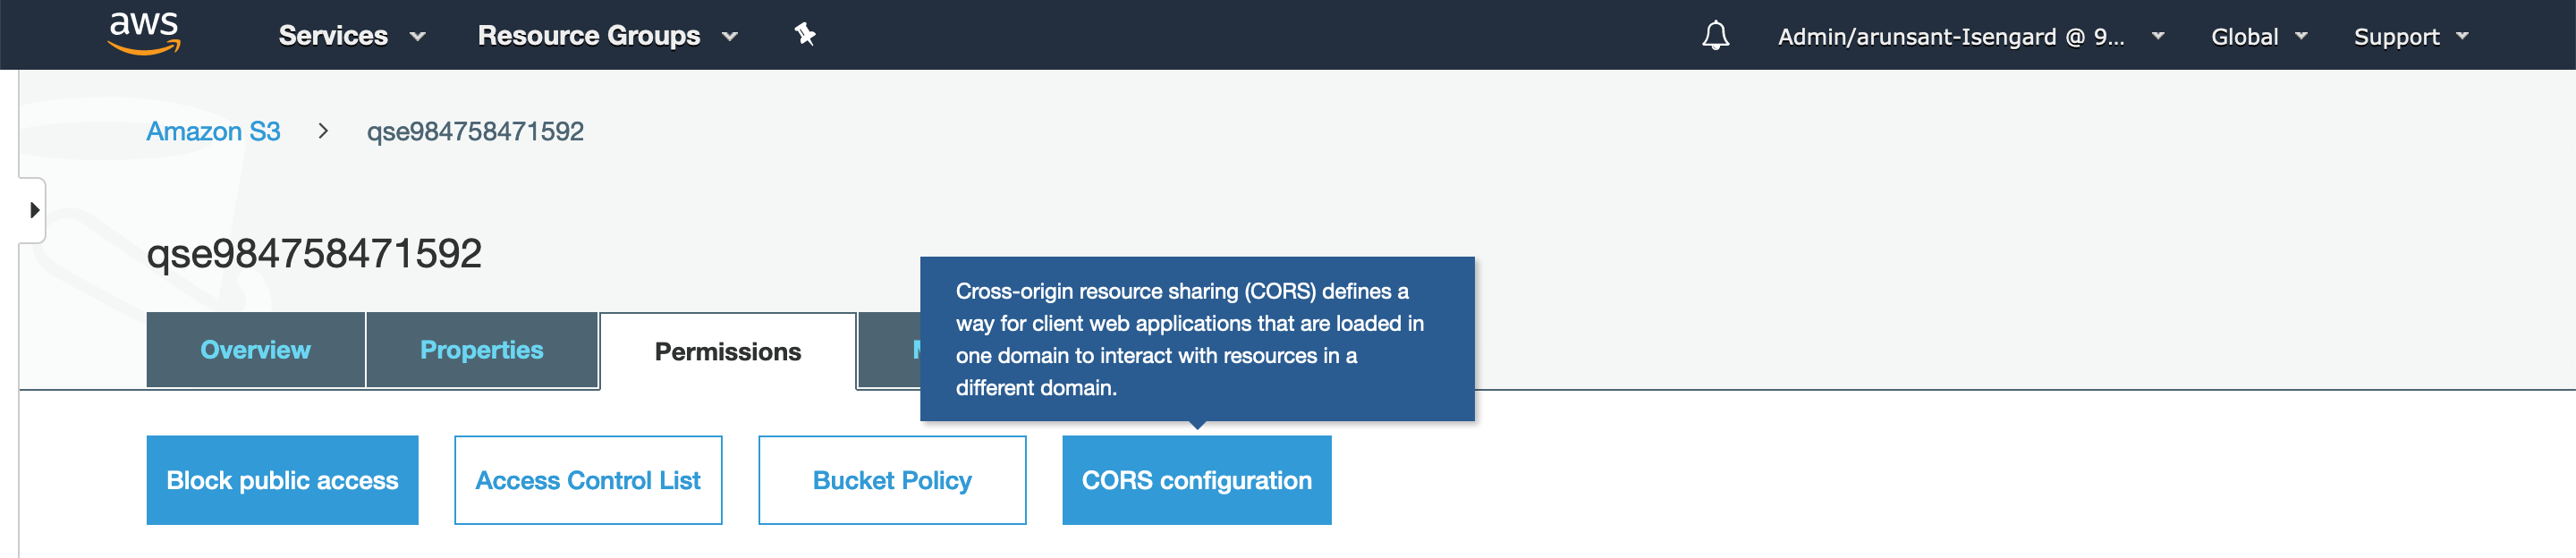 aws Services Resource Groups Admin/arunsant-Isengard @ 9... Global Support
Amazon S3 > qse984758471592
qse984758471592
Cross-origin resource sharing (CORS) defines a
way for client web applications that are loaded in
one domain to interact with resources in a
different domain.
Overview Properties Permissions
Block public access Access Control List Bucket Policy CORS configuration